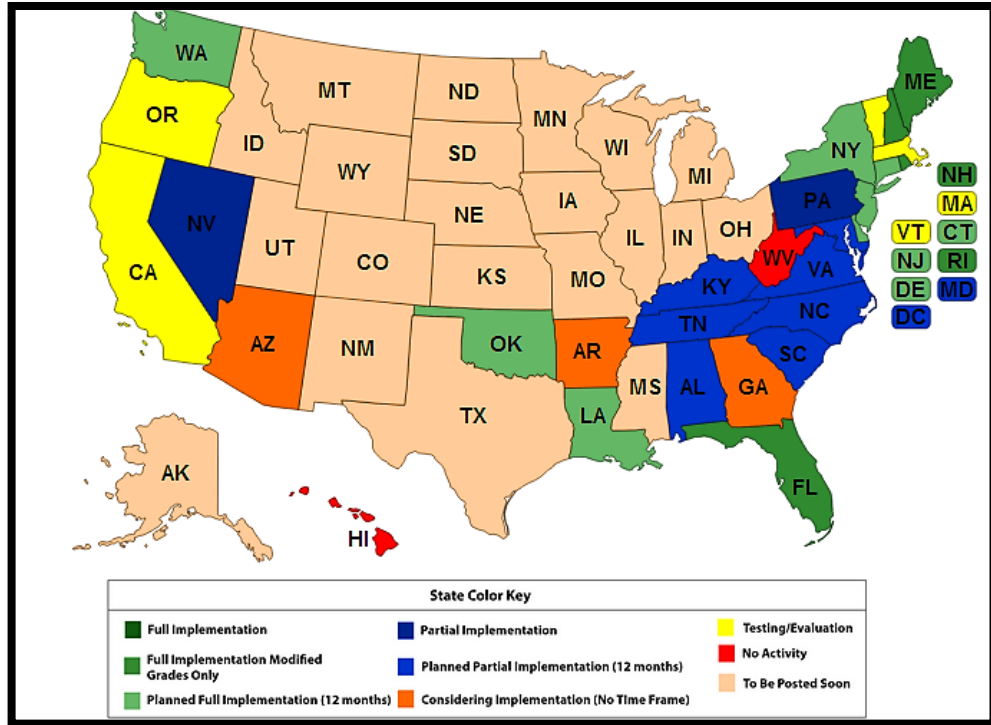 WA
ME
MT
ND
OR
MN
NY
ID
SD
WI
MI
WY
NH
PA
MA
IA
NE
NV
OH
IL
IN
VT
CT
UT
WV
CO
NJ
RI
CA
VA
KS
MO
KY
DE
MD
NC
DC
TN
OK
AZ
NM
AR
SC
MS
AL
GA
TX
LA
AK
FL
HI
State Color Key
Full Implementation
Partial Implementation
Testing/Evaluation
No Activity
Full Implementation Modified
Grades Only
Planned Partial Implementation (12 months)
To Be Posted Soon
Planned Full Implementation (12 months)
Considering Implementation (No TIme Frame)